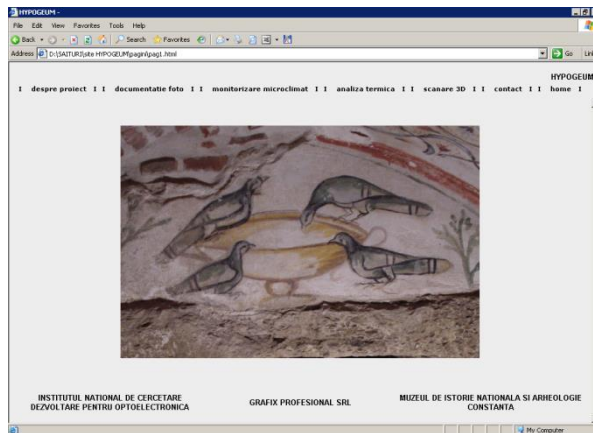 HYPOGEUM -
File Edit View Favorites Tools Help
Back Search Favorites
Address D:\SAITURI\site HYPOGEUM\pagini\pag1.html Go Lin
HYPOGEUM
I despre proiect I I documentatie foto I I monitorizare microclimat I I analiza termica I I scanare 3D I I contact I I home I
INSTITUTUL NATIONAL DE CERCETARE
DEZVOLTARE PENTRU OPTOELECTRONICA
GRAFIX PROFESIONAL SRL
MUZEUL DE ISTORIE NATIONALA SI ARHEOLOGIE
CONSTANTA
My Computer